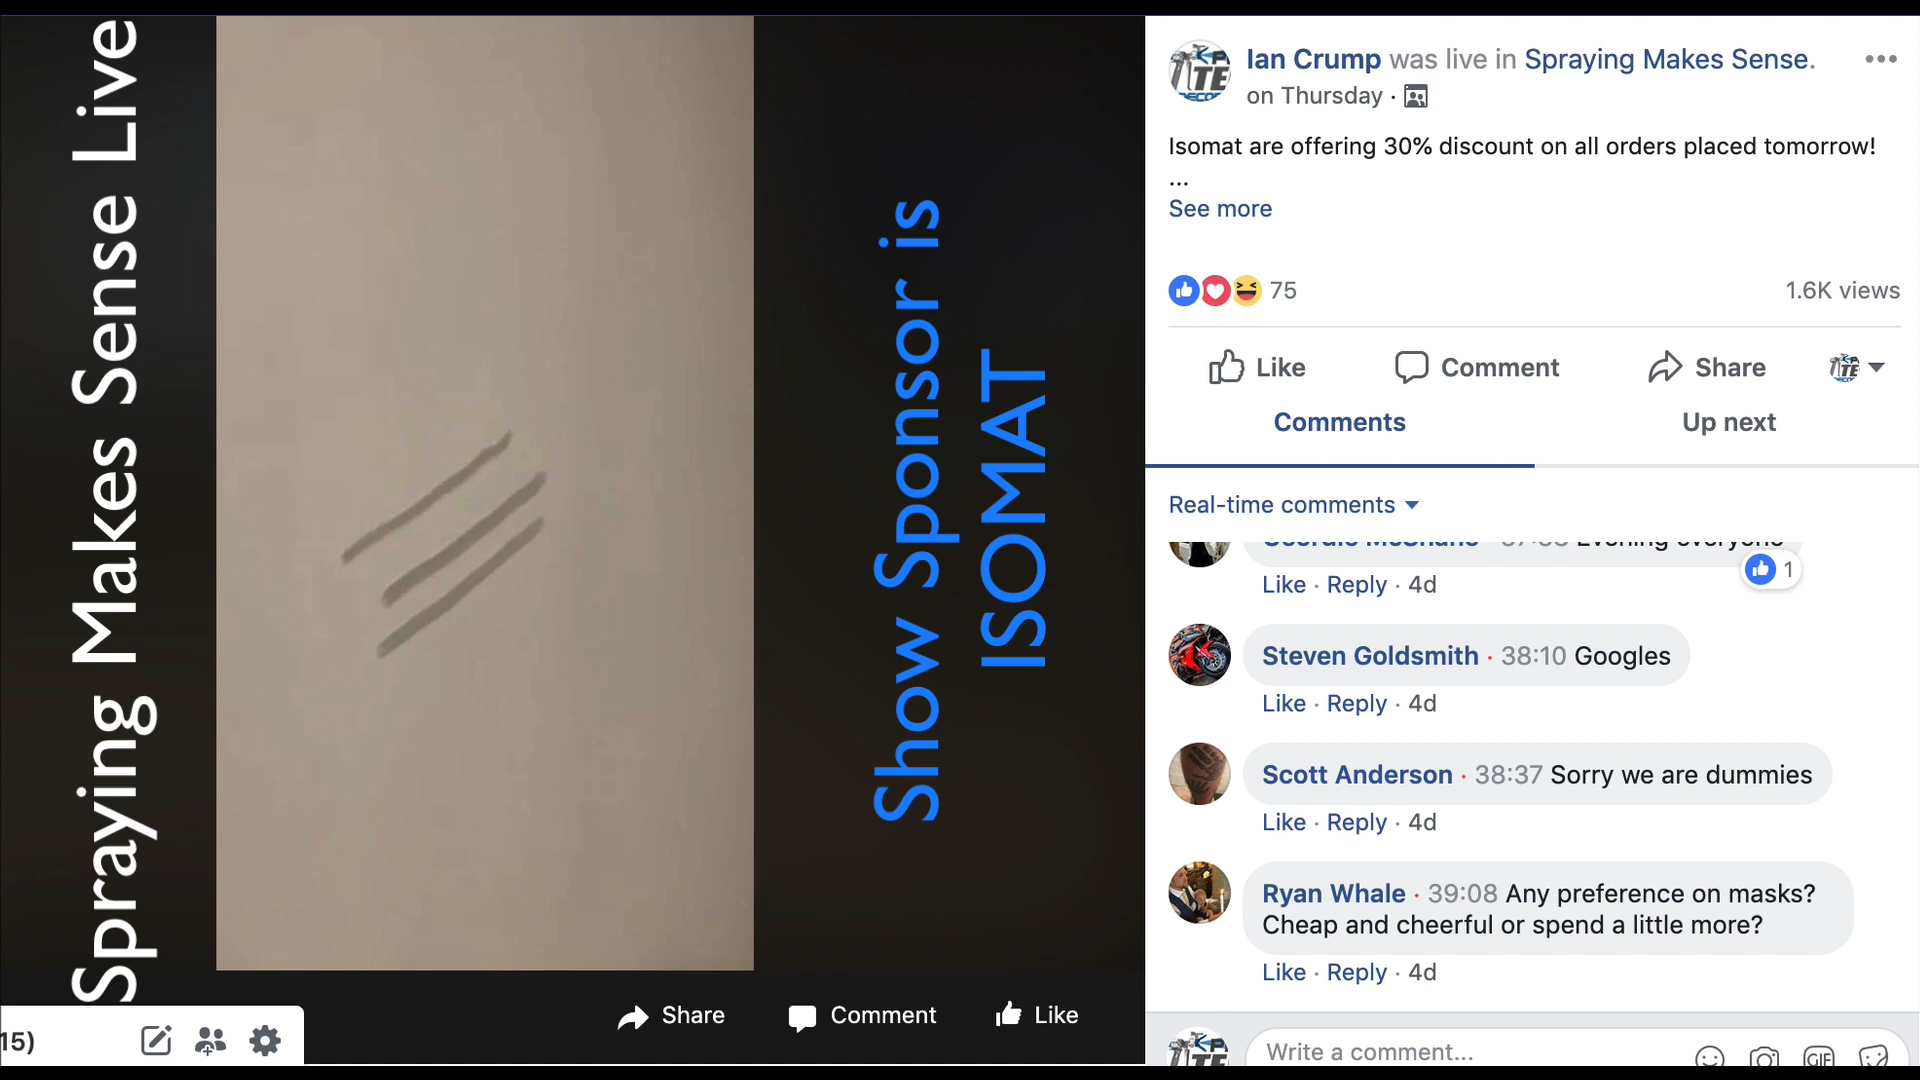 Spraying Makes Sense Live
Show Sponsor is
ISOMAT
Share
Comment
Like
15)
Ian Crump was live in Spraying Makes Sense.
on Thursday ·
Isomat are offering 30% discount on all orders placed tomorrow!
...
See more
75
1.6K views
Like
Comment
Share
Comments
Up next
Real-time comments
Evening everyone
1
Like · Reply · 4d
Steven Goldsmith · 38:10 Googles
Like · Reply · 4d
Scott Anderson · 38:37 Sorry we are dummies
Like · Reply · 4d
Ryan Whale · 39:08 Any preference on masks?
Cheap and cheerful or spend a little more?
Like · Reply · 4d
Write a comment...
GIF